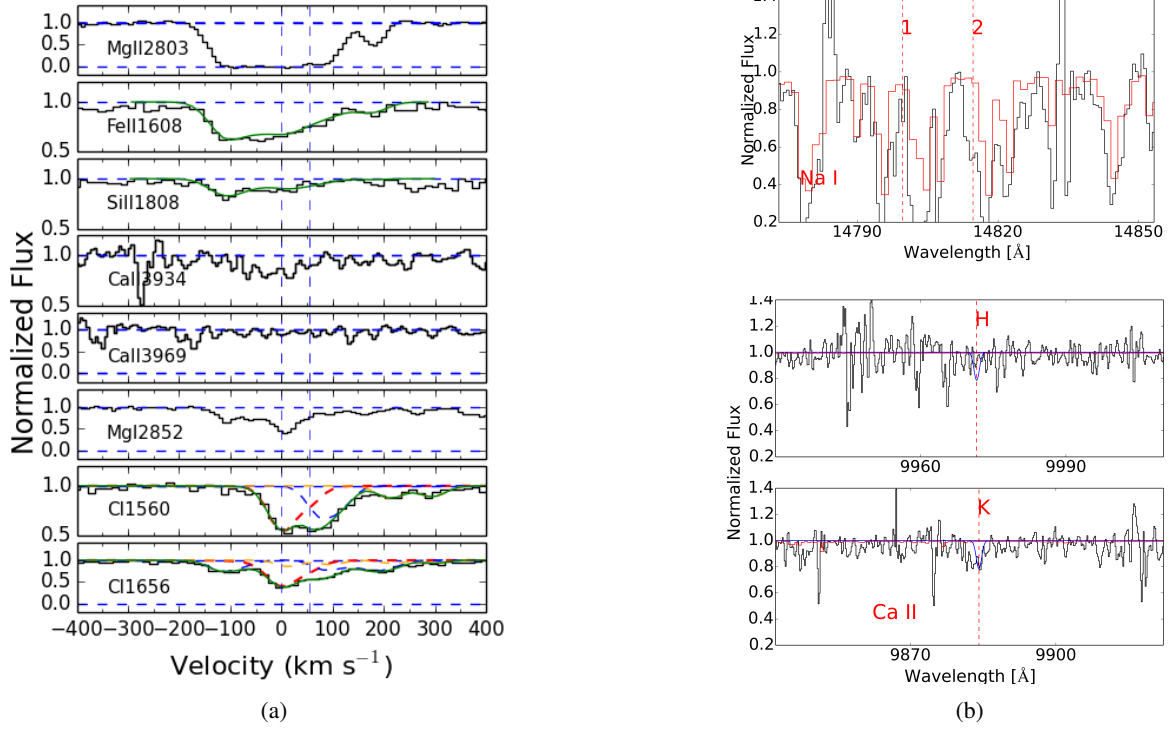 Normalized Flux
1.0
0.5
0.0
MgII2803
1.0
0.5
FeII1608
1.0
0.5
SiII1808
1.0
0.5
CaII3934
1.0
0.5
0.0
CaII3969
1.0
0.5
0.0
MgI2852
1.0
0.5
CI1560
1.0
0.5
0.0
CI1656
−400 −300 −200 −100 0 100 200 300 400
Velocity (km s⁻¹)
(a)
Normalized Flux
1.4
1.2
1.0
0.8
0.6
0.4
0.2
1 2
Na I
14790 14820 14850
Wavelength [Å]
Normalized Flux
1.4
1.2
1.0
0.8
0.6
0.4
0.2
H
9960 9990
1.4
1.2
1.0
0.8
0.6
0.4
0.2
K
Ca II
9870 9900
Wavelength [Å]
(b)